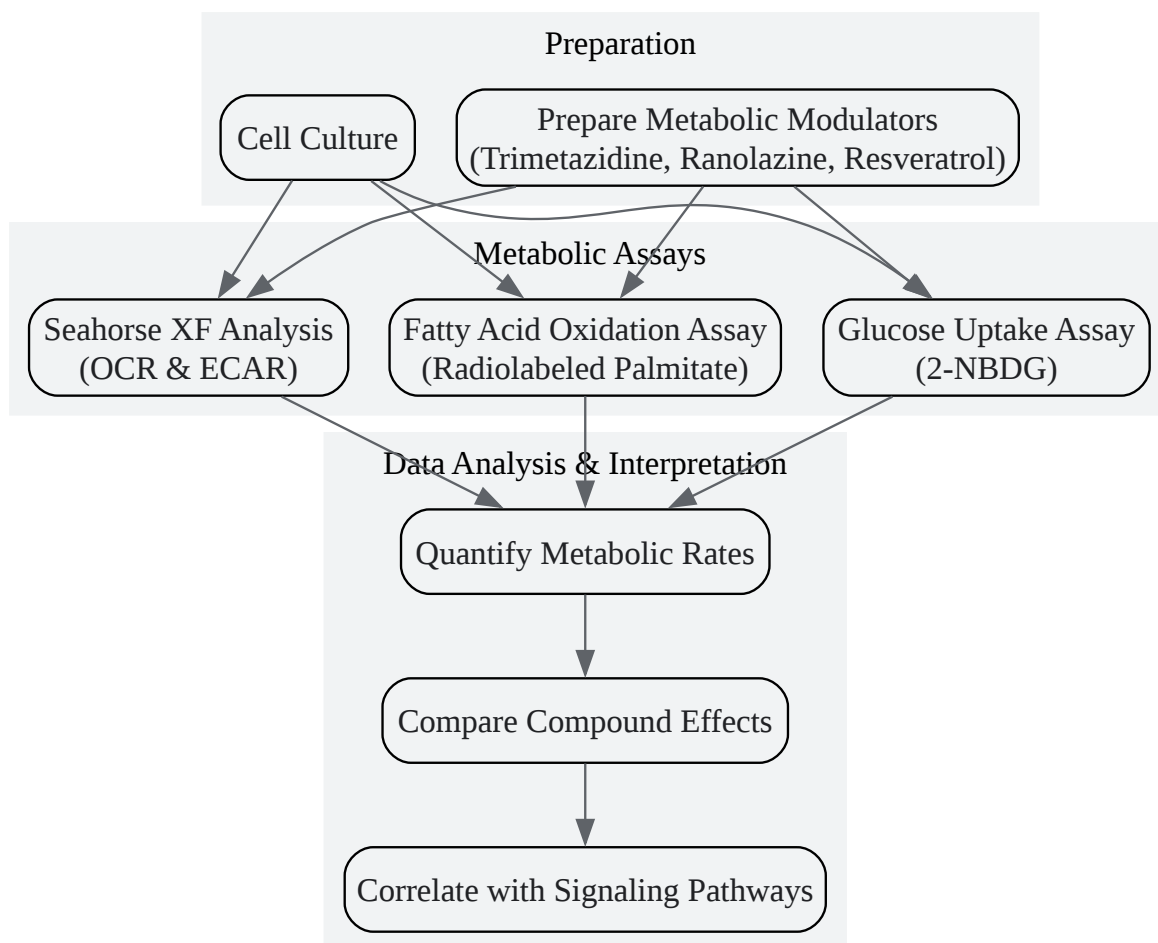 Preparation
Cell Culture
Prepare Metabolic Modulators
(Trimetazidine, Ranolazine, Resveratrol)
Metabolic Assays
Seahorse XF Analysis
(OCR & ECAR)
Fatty Acid Oxidation Assay
(Radiolabeled Palmitate)
Glucose Uptake Assay
(2-NBDG)
Data Analysis & Interpretation
Quantify Metabolic Rates
Compare Compound Effects
Correlate with Signaling Pathways